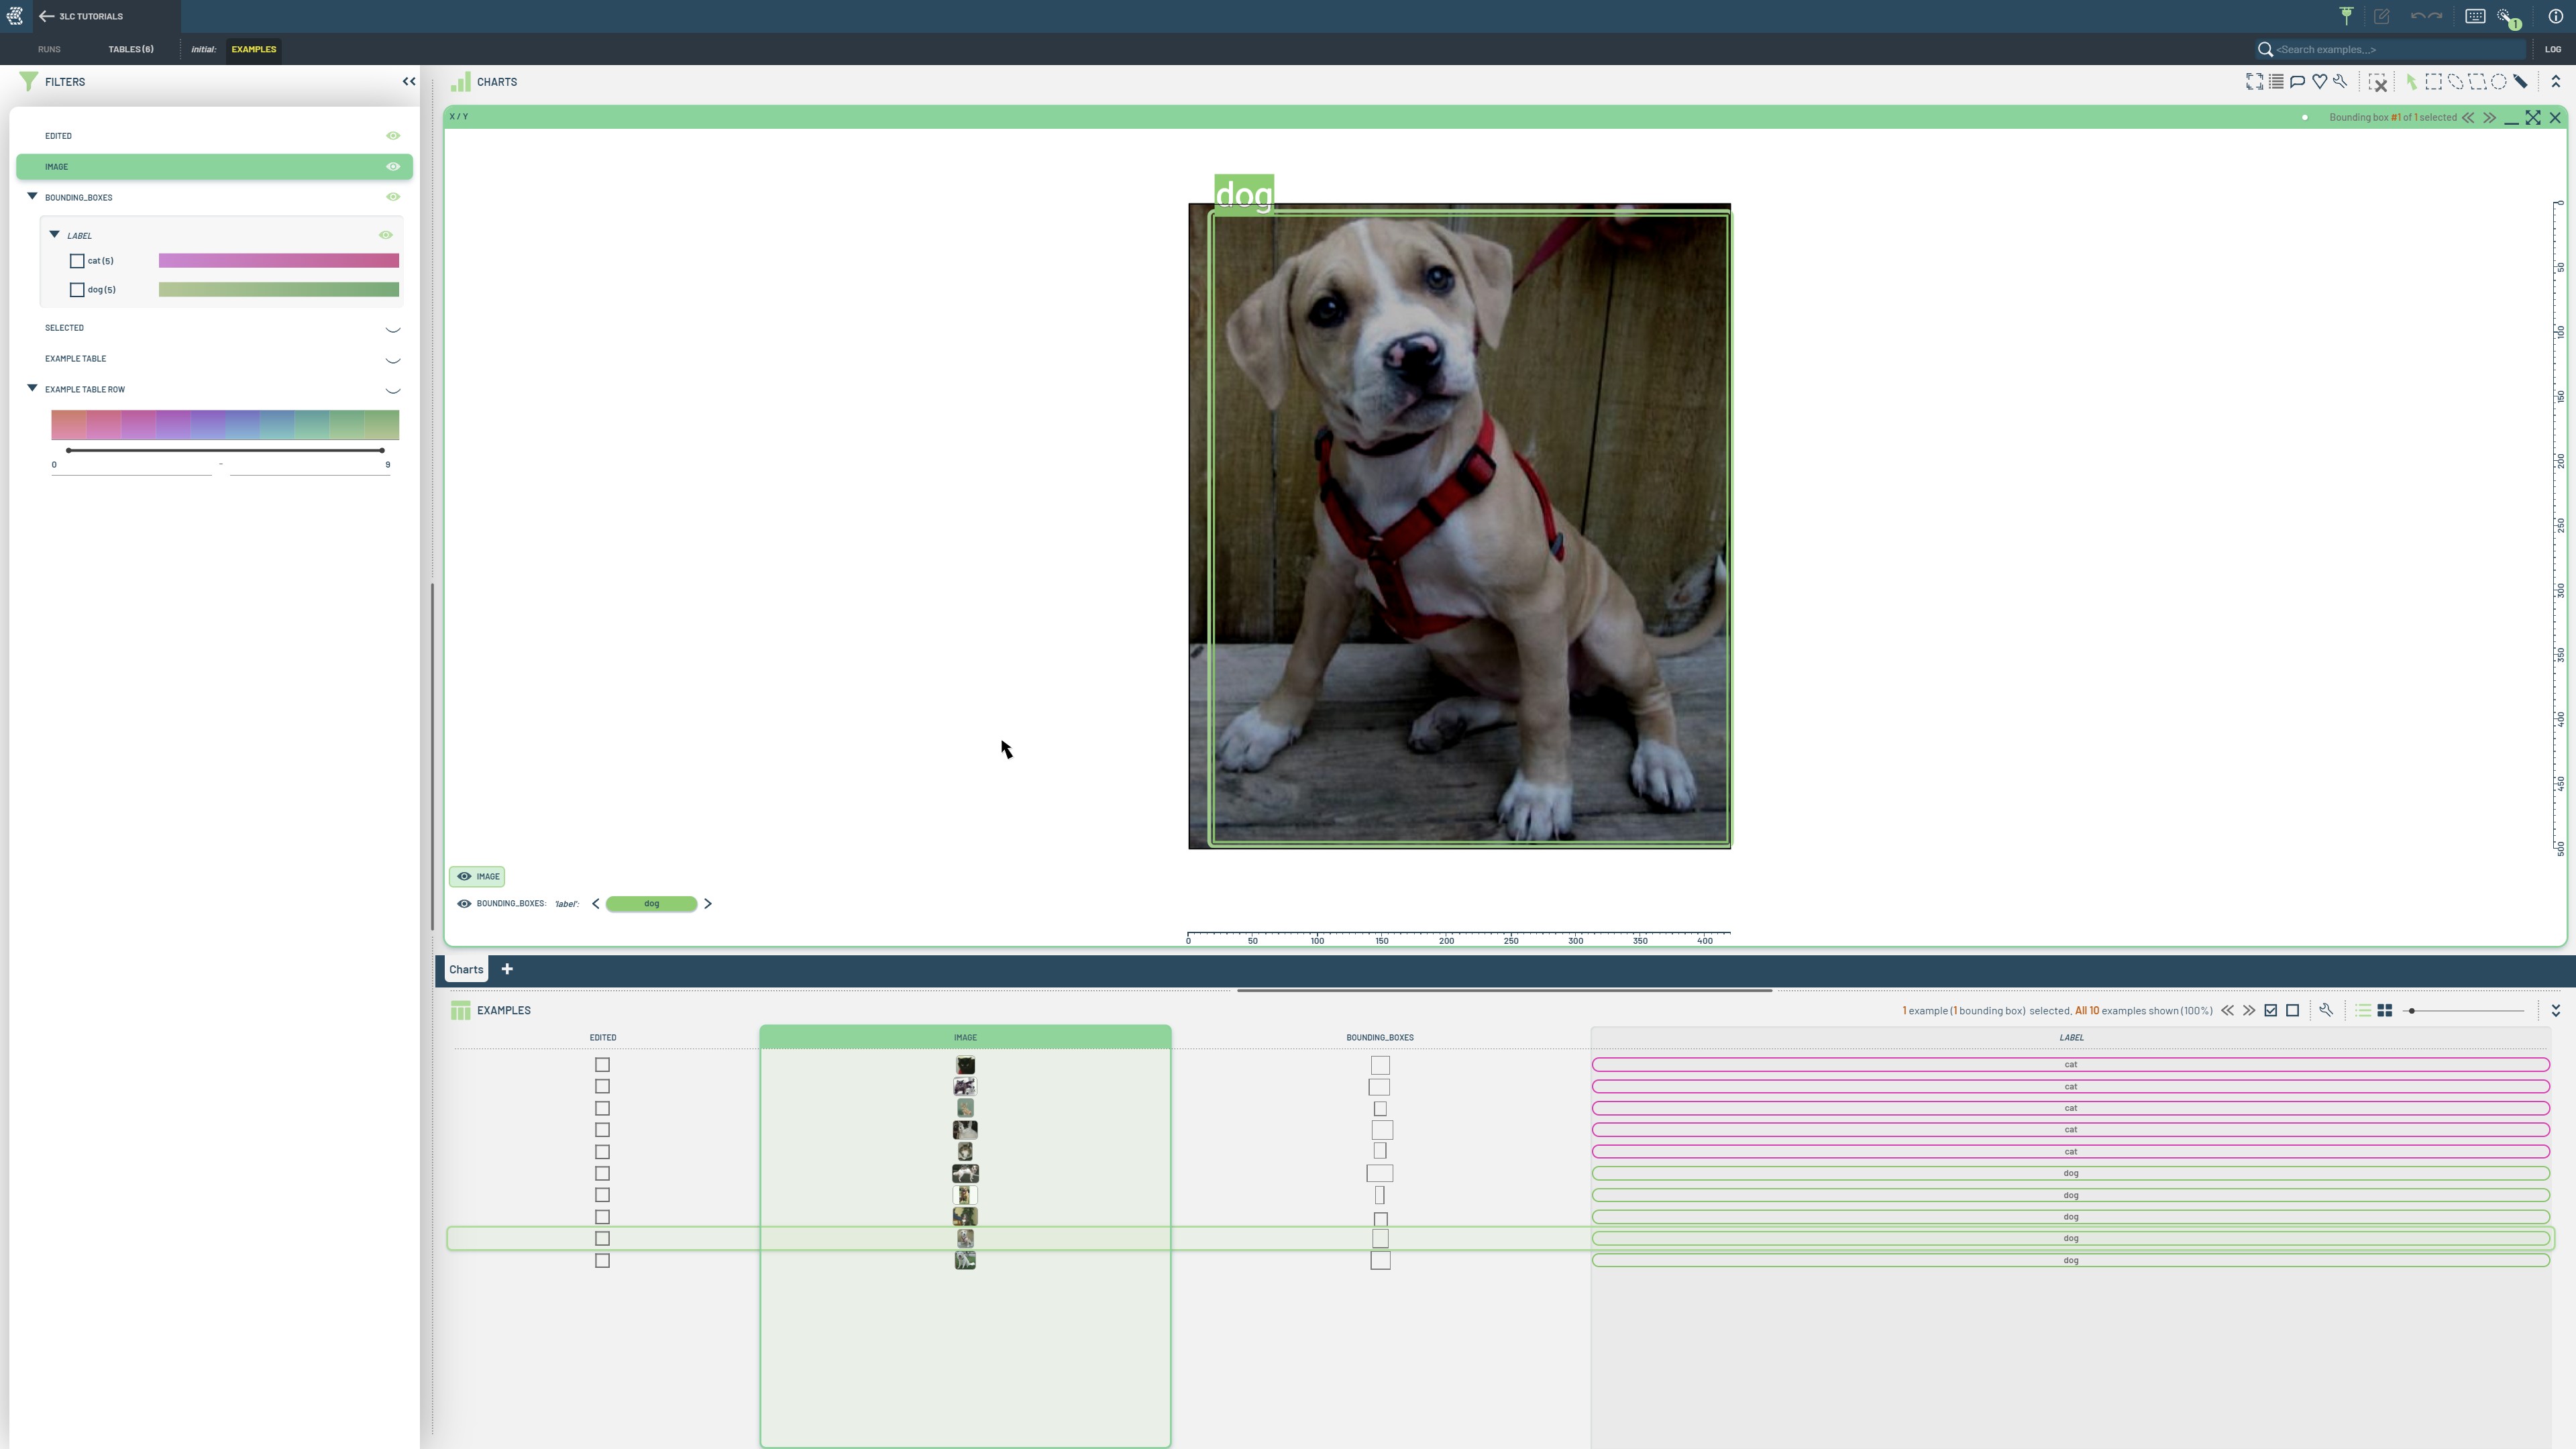 3LC TUTORIALS
1
RUNS TABLES (6) initial: EXAMPLES <Search examples...> LOG
FILTERS
EDITED
IMAGE
BOUNDING_BOXES
LABEL
cat (5)
dog (5)
SELECTED
EXAMPLE TABLE
EXAMPLE TABLE ROW
0 - 9
CHARTS
X / Y Bounding box #1 of 1 selected
dog
0
50
100
150
200
250
300
350
400
450
500
IMAGE
BOUNDING_BOXES: 'label': dog
0 50 100 150 200 250 300 350 400
Charts
EXAMPLES 1 example (1 bounding box) selected. All 10 examples shown (100%)
EDITED IMAGE BOUNDING_BOXES LABEL
cat
cat
cat
cat
cat
dog
dog
dog
dog
dog